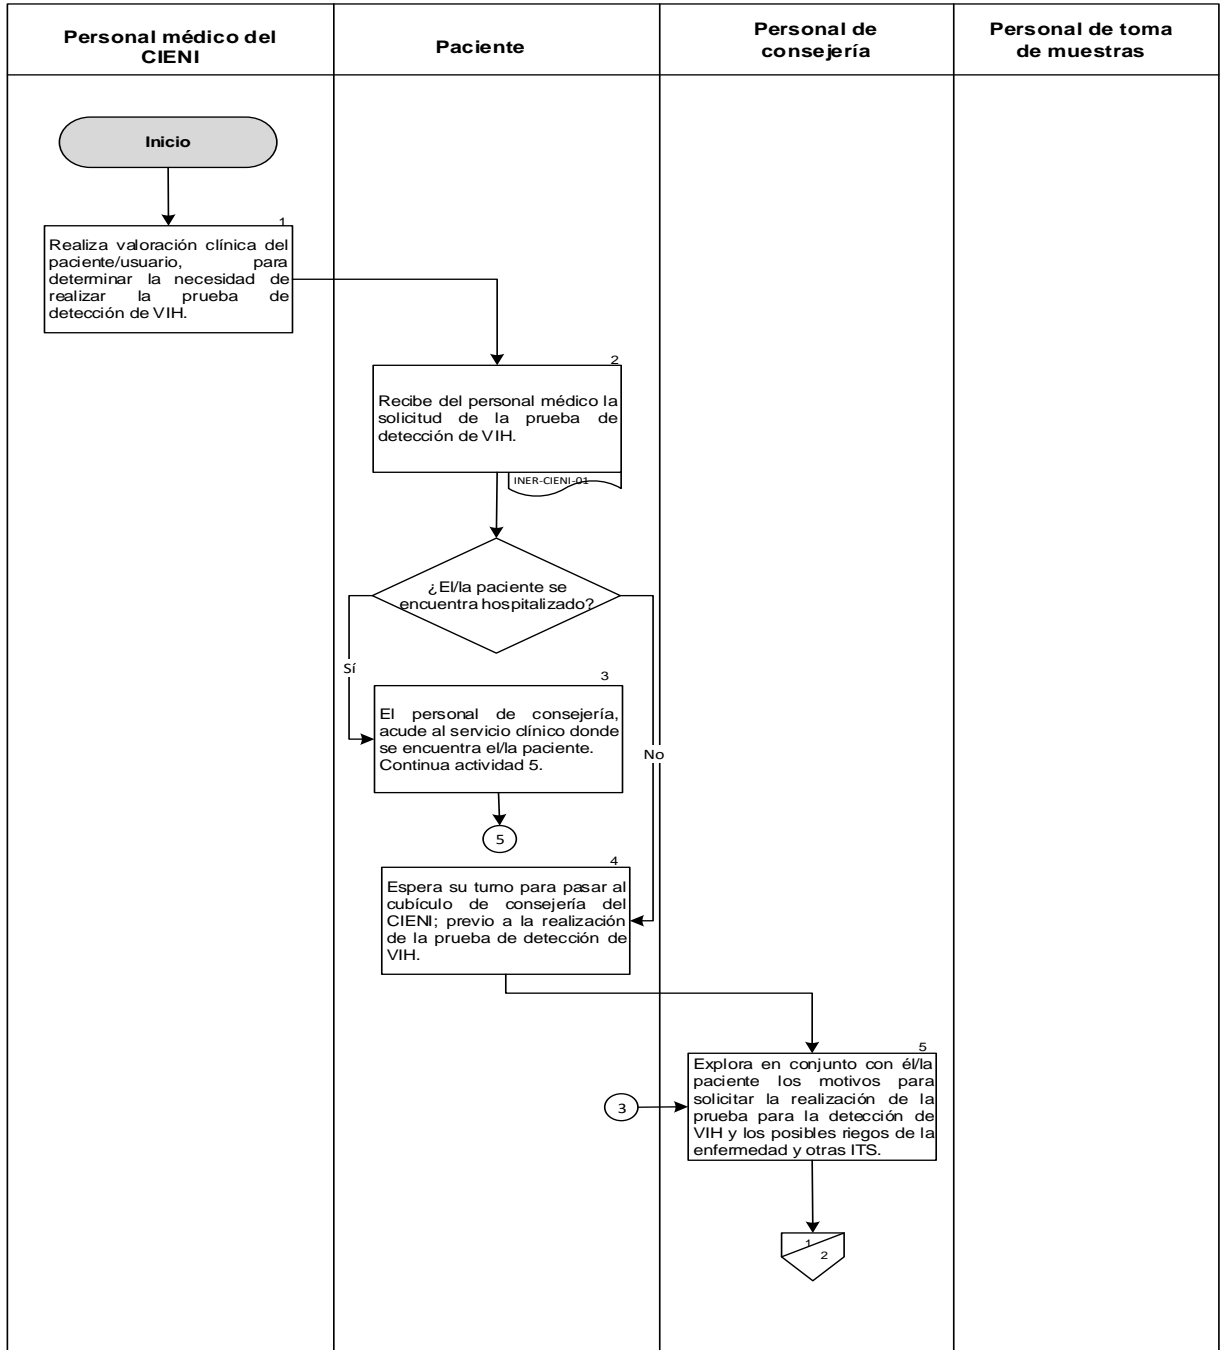 Personal médico del
CIENI
Paciente
Personal de
consejería
Personal de toma
de muestras
Inicio
1
Realiza valoración clínica del
paciente/usuario, para
determinar la necesidad de
realizar la prueba de
detección de VIH.
2
Recibe del personal médico la
solicitud de la prueba de
detección de VIH.
INER-CIENI-01
¿El/la paciente se
encuentra hospitalizado?
Sí
No
3
El personal de consejería,
acude al servicio clínico donde
se encuentra el/la paciente.
Continua actividad 5.
5
4
Espera su turno para pasar al
cubículo de consejería del
CIENI; previo a la realización
de la prueba de detección de
VIH.
5
Explora en conjunto con él/la
paciente los motivos para
solicitar la realización de la
prueba para la detección de
VIH y los posibles riegos de la
enfermedad y otras ITS.
3
1
2